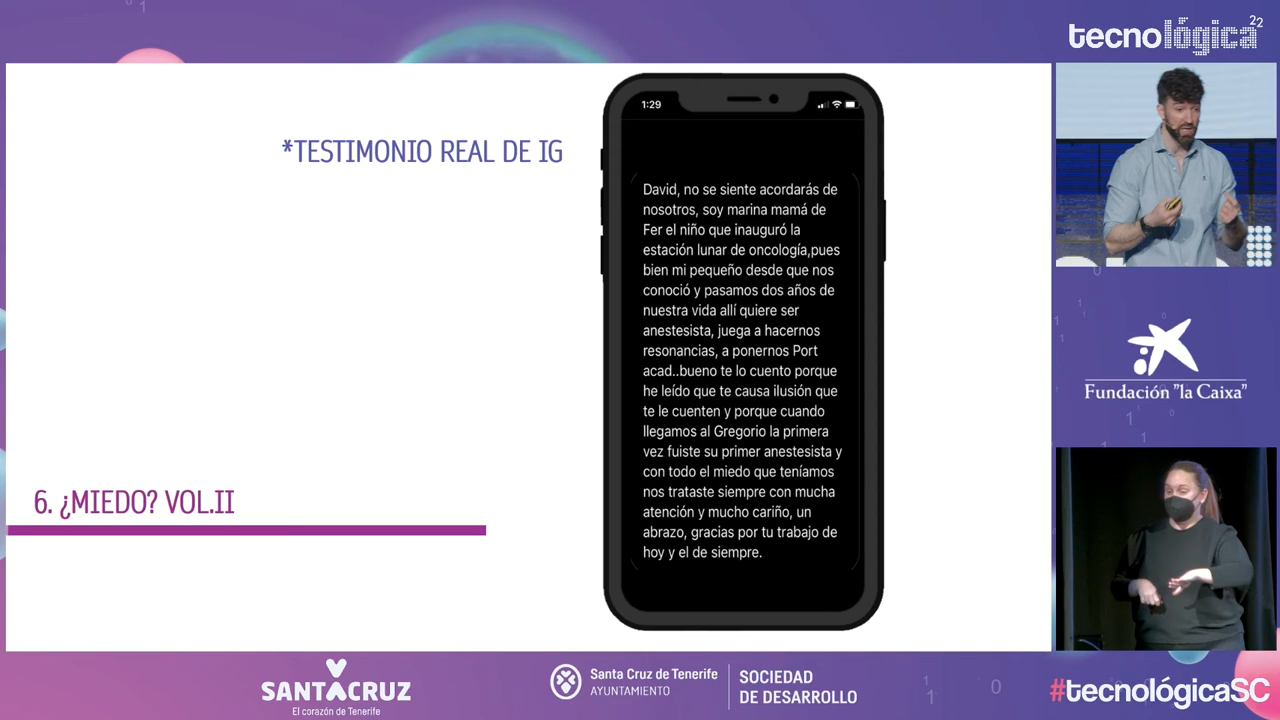 tecnológica22
1:29
*TESTIMONIO REAL DE IG
David, no se siente acordarás de
nosotros, soy marina mamá de
Fer el niño que inauguró la
estación lunar de oncología,pues
bien mi pequeño desde que nos
conoció y pasamos dos años de
nuestra vida allí quiere ser
anestesista, juega a hacernos
resonancias, a ponernos Port
acad..bueno te lo cuento porque
he leído que te causa ilusión que
te le cuenten y porque cuando
llegamos al Gregorio la primera
vez fuiste su primer anestesista y
con todo el miedo que teníamos
nos trataste siempre con mucha
atención y mucho cariño, un
abrazo, gracias por tu trabajo de
hoy y el de siempre.
6. ¿MIEDO? VOL.II
Fundación "la Caixa"
SANTACRUZ
El corazón de Tenerife
Santa Cruz de Tenerife
AYUNTAMIENTO
SOCIEDAD
DE DESARROLLO
#tecnológicaSC